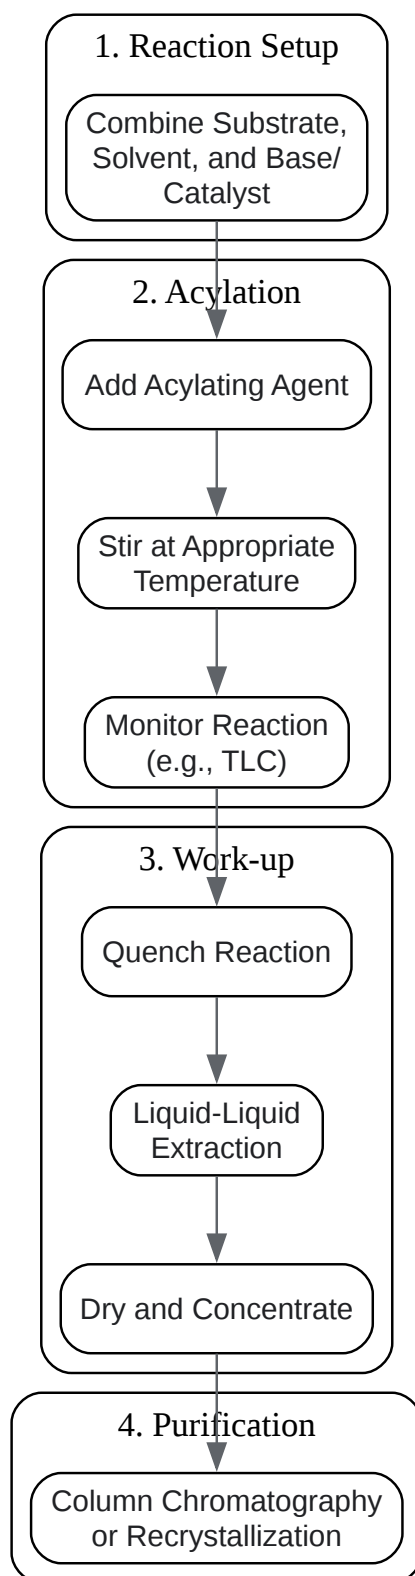 1. Reaction Setup
Combine Substrate,
Solvent, and Base/
Catalyst
2. Acylation
Add Acylating Agent
Stir at Appropriate
Temperature
Monitor Reaction
(e.g., TLC)
3. Work-up
Quench Reaction
Liquid-Liquid
Extraction
Dry and Concentrate
4. Purification
Column Chromatography
or Recrystallization